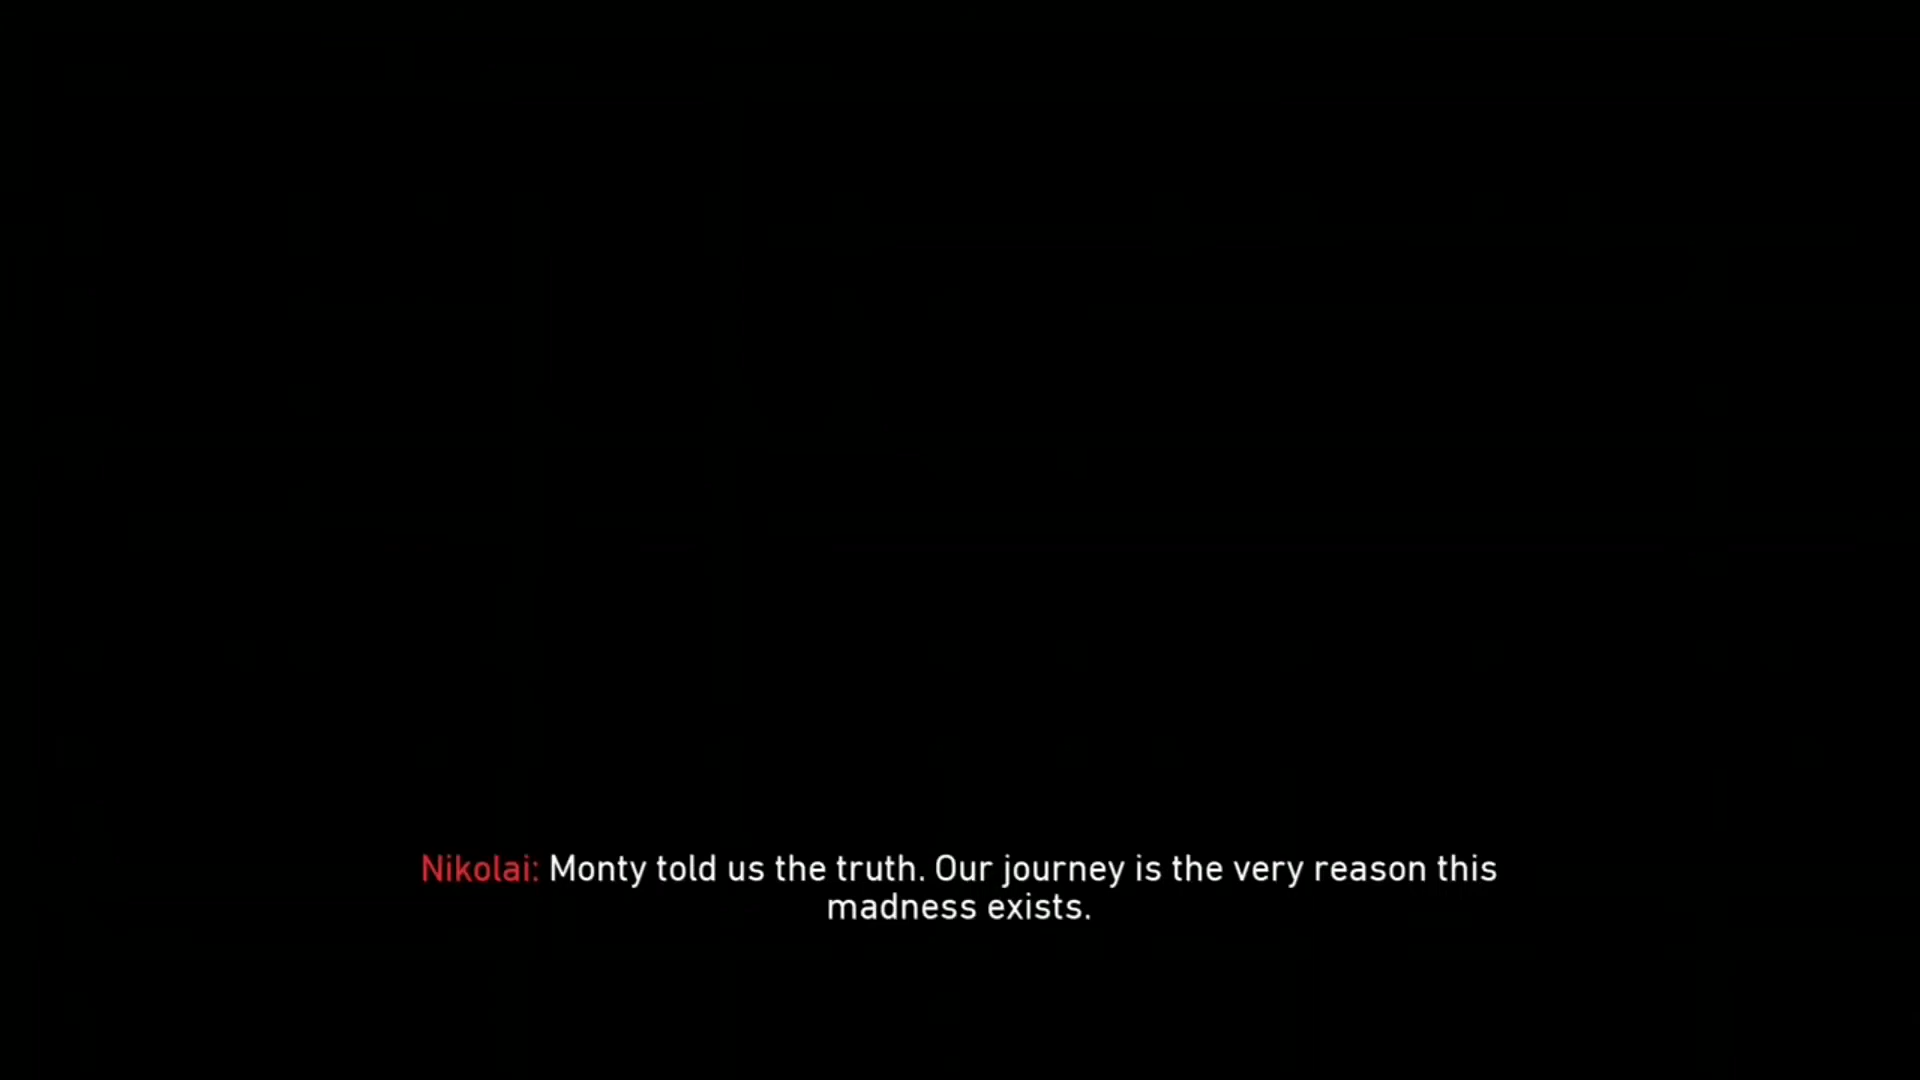 Nikolai: Monty told us the truth. Our journey is the very reason this
madness exists.